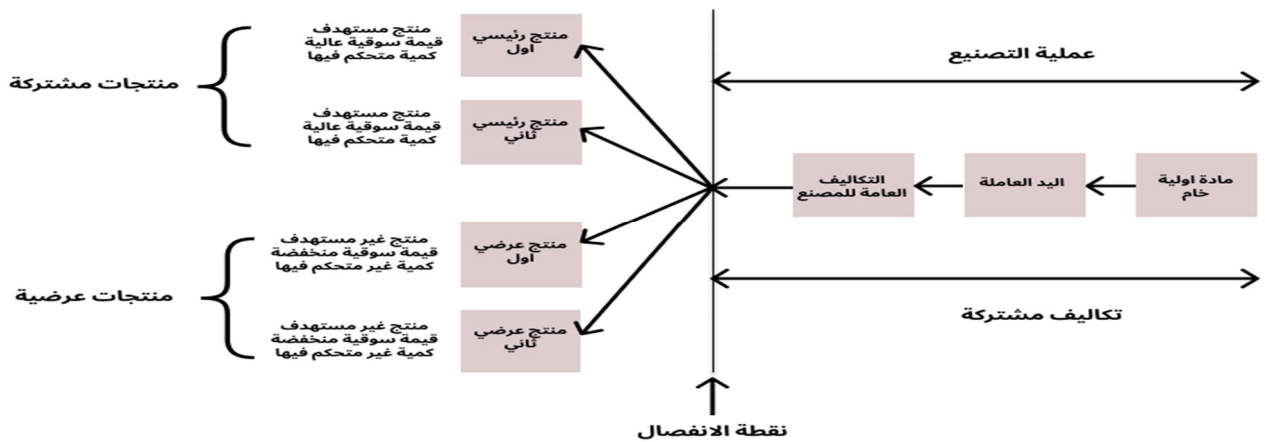 عملية التصنيع
مادة اولية
خام
اليد العاملة
التكاليف
العامة للمصنع
تكاليف مشتركة
نقطة الانفصال
منتج رئيسي
اول
منتج مستهدف
قيمة سوقية عالية
كمية متحكم فيها
منتج رئيسي
ثاني
منتج مستهدف
قيمة سوقية عالية
كمية متحكم فيها
منتجات مشتركة
منتج عرضي
اول
منتج غير مستهدف
قيمة سوقية منخفضة
كمية غير متحكم فيها
منتج عرضي
ثاني
منتج غير مستهدف
قيمة سوقية منخفضة
كمية غير متحكم فيها
منتجات عرضية